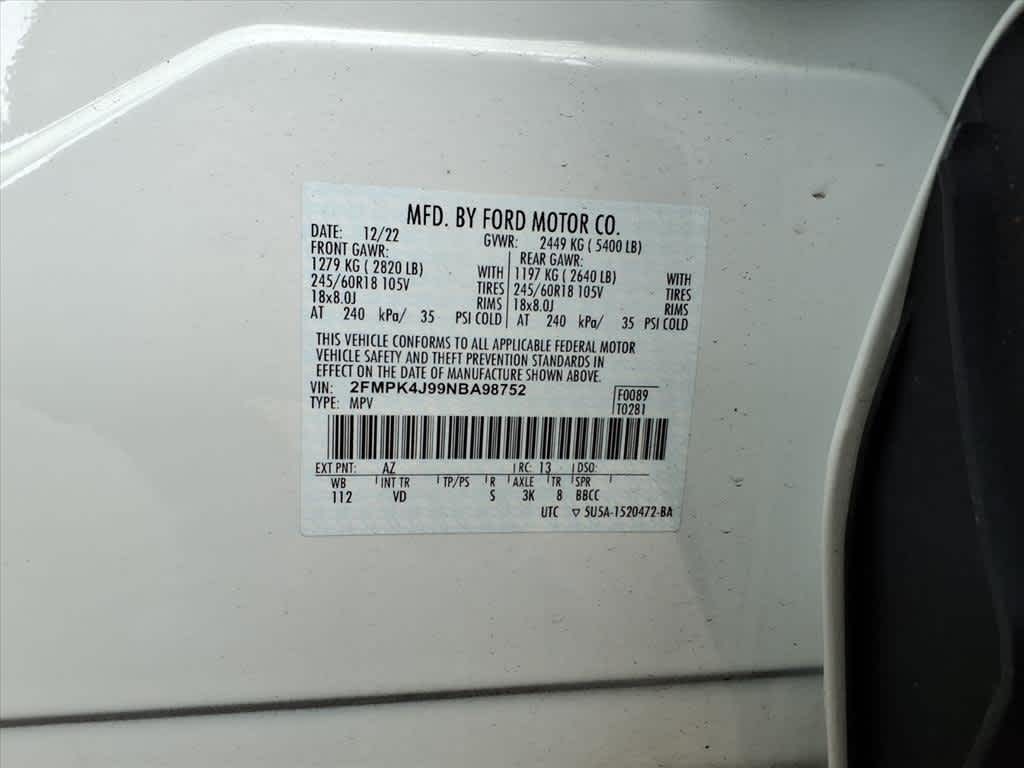 MFD. BY FORD MOTOR CO.
DATE: 12/22 GVWR: 2449 KG ( 5400 LB)
FRONT GAWR: REAR GAWR:
1279 KG ( 2820 LB) WITH 1197 KG ( 2640 LB) WITH
245/60R18 105V TIRES 245/60R18 105V TIRES
18x8.0J RIMS 18x8.0J RIMS
AT 240 kPa/ 35 PSI COLD AT 240 kPa/ 35 PSI COLD
THIS VEHICLE CONFORMS TO ALL APPLICABLE FEDERAL MOTOR
VEHICLE SAFETY AND THEFT PREVENTION STANDARDS IN
EFFECT ON THE DATE OF MANUFACTURE SHOWN ABOVE.
VIN: 2FMPK4J99NBA98752 F0089
TYPE: MPV T0281
EXT PNT: AZ RC: 13 DSO:
WB INT TR TP/PS R AXLE TR SPR
112 VD S 3K 8 BBCC
UTC ▽ 5U5A-1520472-BA